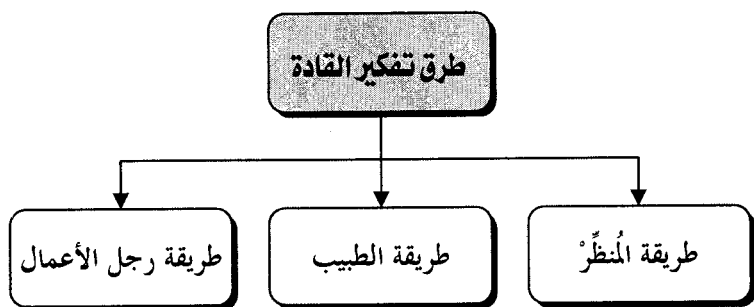 طرق تفكير القادة
طريقة المُنظِّرْ
طريقة الطبيب
طريقة رجل الأعمال